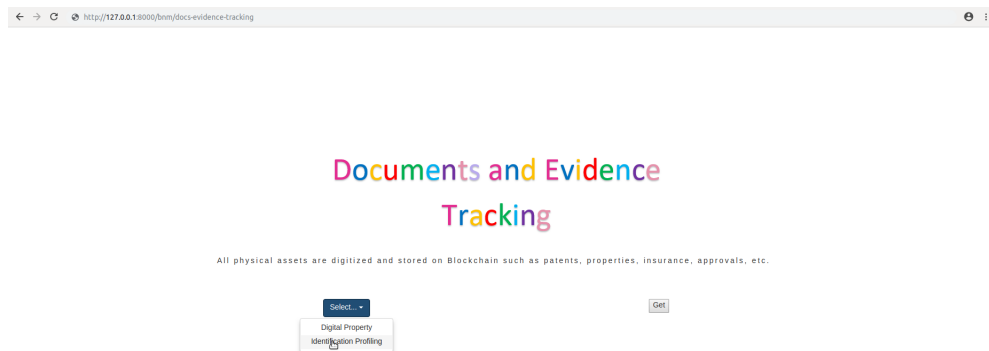 http://127.0.0.1:8000/bnm/docs-evidence-tracking
Documents and Evidence
Tracking
All physical assets are digitized and stored on Blockchain such as patents, properties, insurance, approvals, etc.
Select...
Get
Digital Property
Identification Profiling